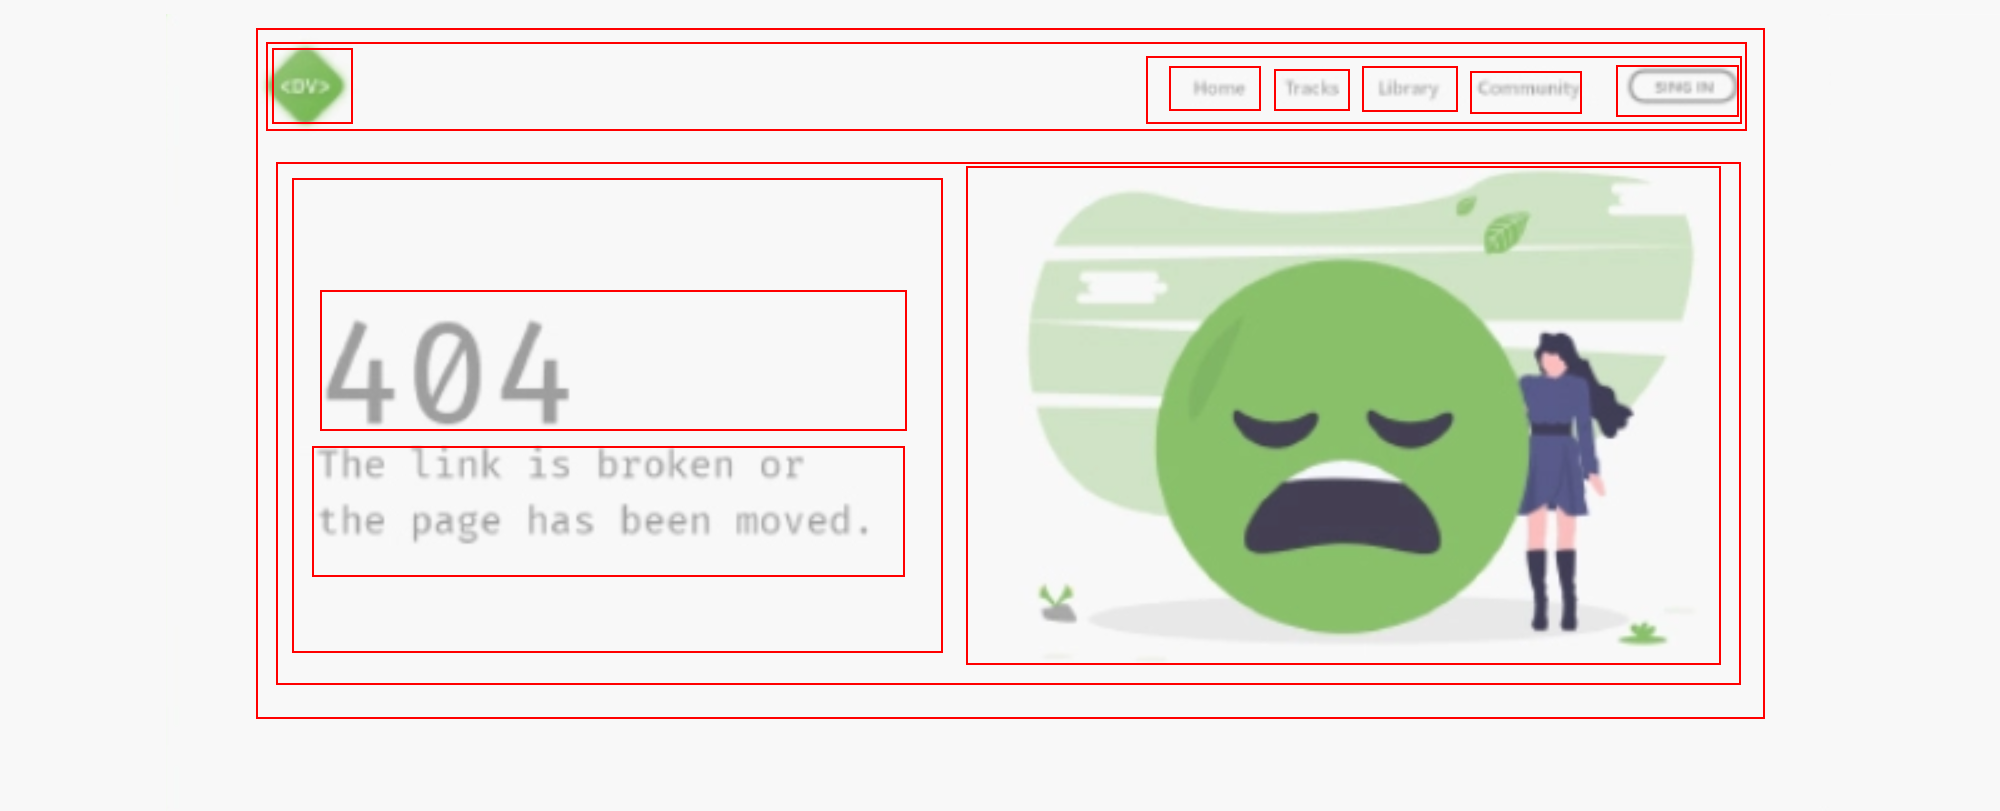 <DV>
Home Tracks Library Community SING IN
404
The link is broken or
the page has been moved.